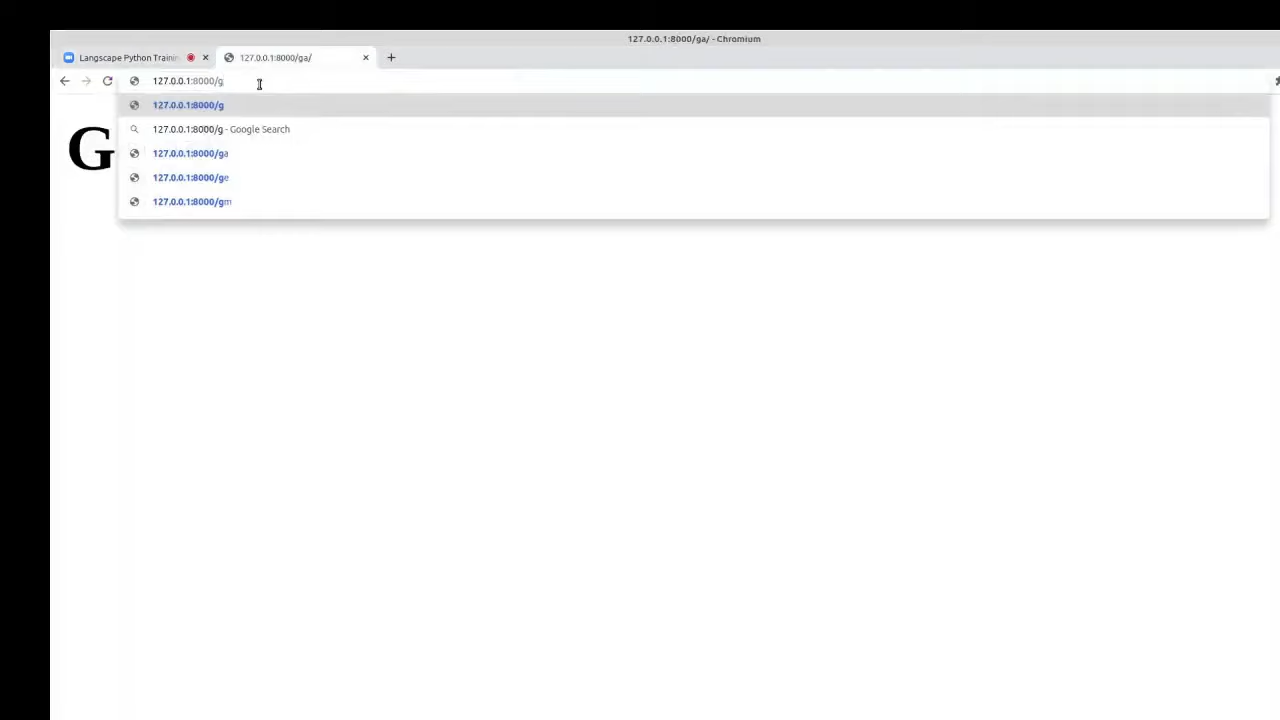 127.0.0.1:8000/ga/ - Chromium
Langscape Python Trainin
127.0.0.1:8000/ga/
127.0.0.1:8000/g
127.0.0.1:8000/g
127.0.0.1:8000/g - Google Search
127.0.0.1:8000/ga
127.0.0.1:8000/ge
127.0.0.1:8000/gm
G